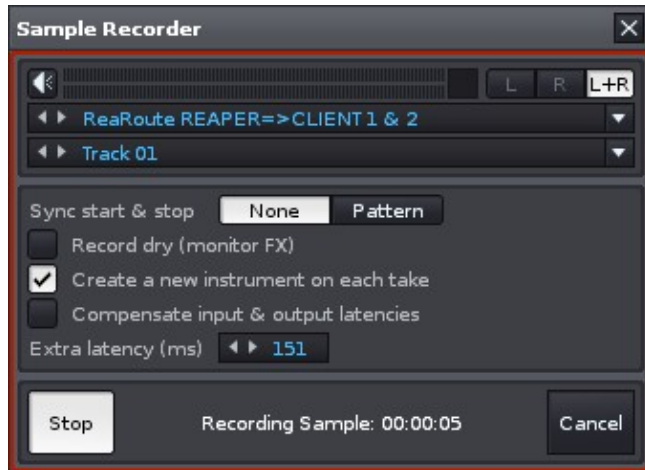 Sample Recorder
L R L+R
ReaRoute REAPER=>CLIENT 1 & 2
Track 01
Sync start & stop None Pattern
Record dry (monitor FX)
Create a new instrument on each take
Compensate input & output latencies
Extra latency (ms) 151
Stop Recording Sample: 00:00:05 Cancel